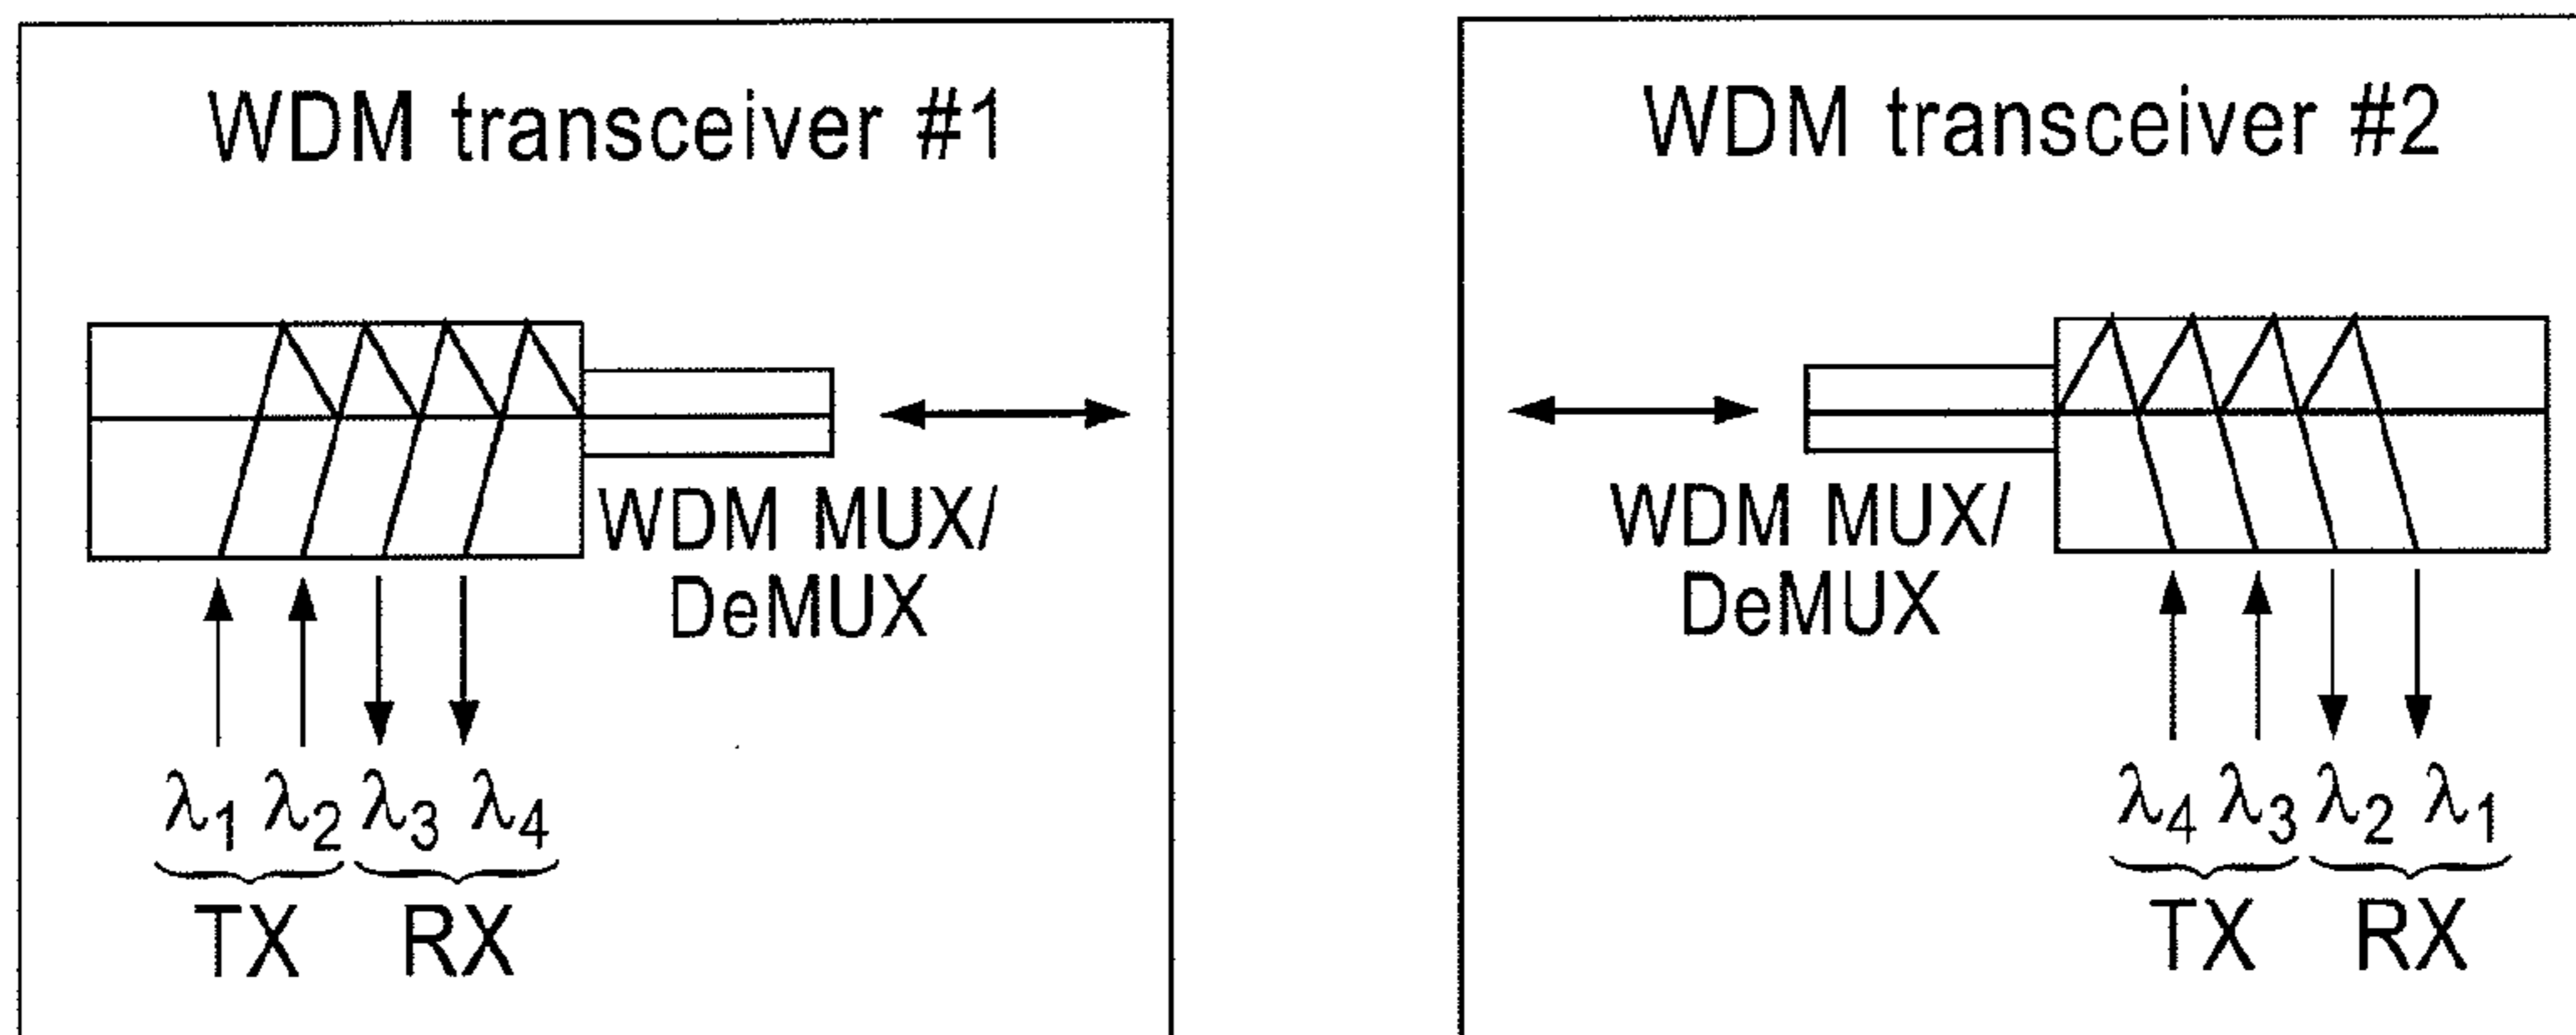 WDM transceiver #1
WDM MUX/
DeMUX
λ1 λ2 λ3 λ4
TX RX
WDM transceiver #2
WDM MUX/
DeMUX
λ4 λ3 λ2 λ1
TX RX